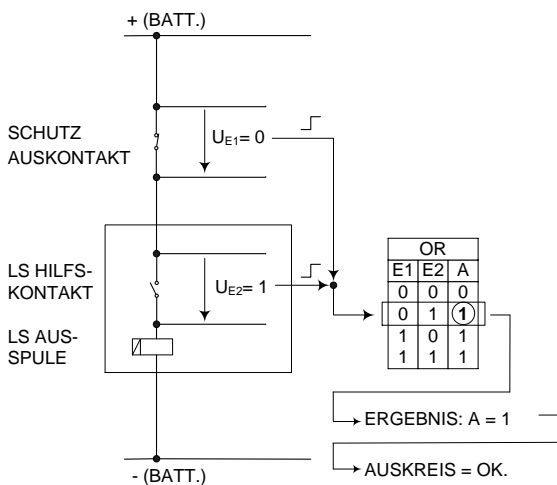 + (BATT.)
SCHUTZ
AUSKONTAKT
UE1= 0
LS HILFS-
KONTAKT
UE2= 1
LS AUS-
SPULE
OR
E1 E2 A
0 0 0
0 1 1
1 0 1
1 1 1
ERGEBNIS: A = 1
- (BATT.)
AUSKREIS = OK.